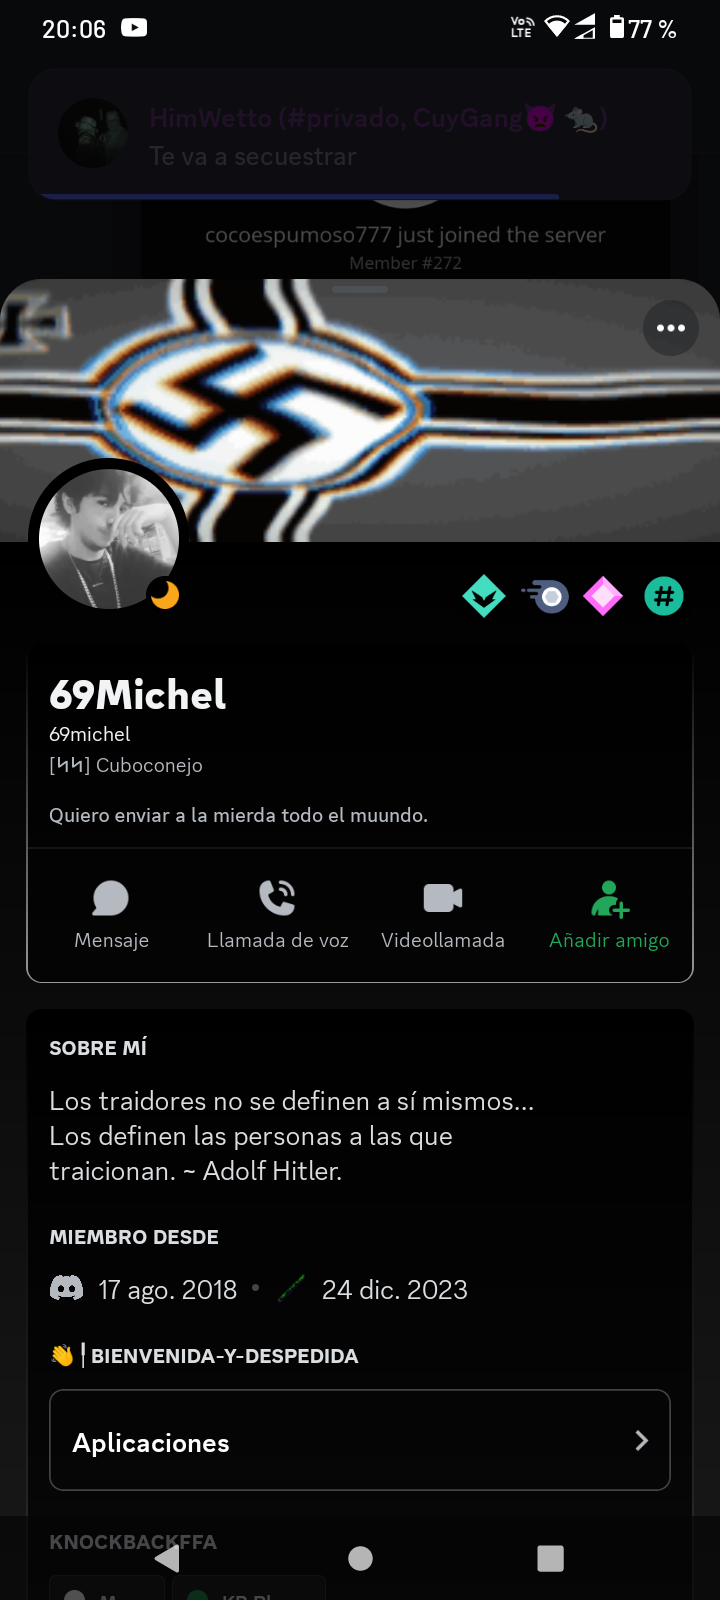 20:06
Vo LTE
77 %
HimWetto (#privado, CuyGang😈 🐀)
Te va a secuestrar
cocoespumoso777 just joined the server
Member #272
69Michel
69michel
[ϟϟ] Cuboconejo
Quiero enviar a la mierda todo el muundo.
Mensaje
Llamada de voz
Videollamada
Añadir amigo
SOBRE MÍ
Los traidores no se definen a sí mismos...
Los definen las personas a las que
traicionan. ~ Adolf Hitler.
MIEMBRO DESDE
17 ago. 2018 • 24 dic. 2023
👋┃BIENVENIDA-Y-DESPEDIDA
Aplicaciones
KNOCKBACKFFA